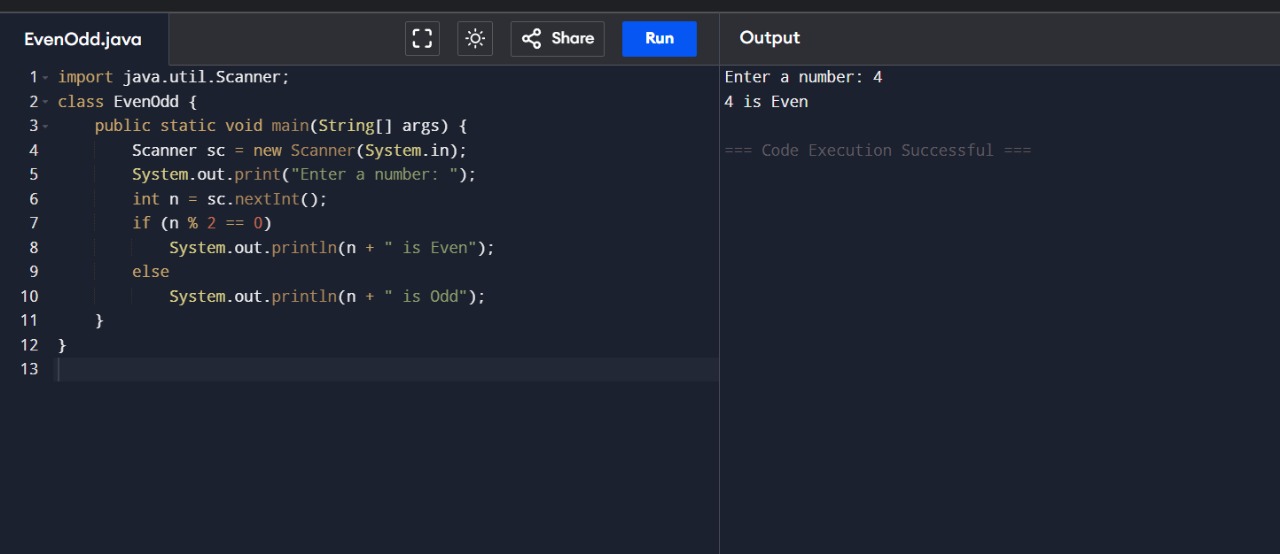 EvenOdd.java
Share
Run
Output
1 import java.util.Scanner;
2 class EvenOdd {
3     public static void main(String[] args) {
4         Scanner sc = new Scanner(System.in);
5         System.out.print("Enter a number: ");
6         int n = sc.nextInt();
7         if (n % 2 == 0)
8             System.out.println(n + " is Even");
9         else
10             System.out.println(n + " is Odd");
11     }
12 }
13
Enter a number: 4
4 is Even
=== Code Execution Successful ===